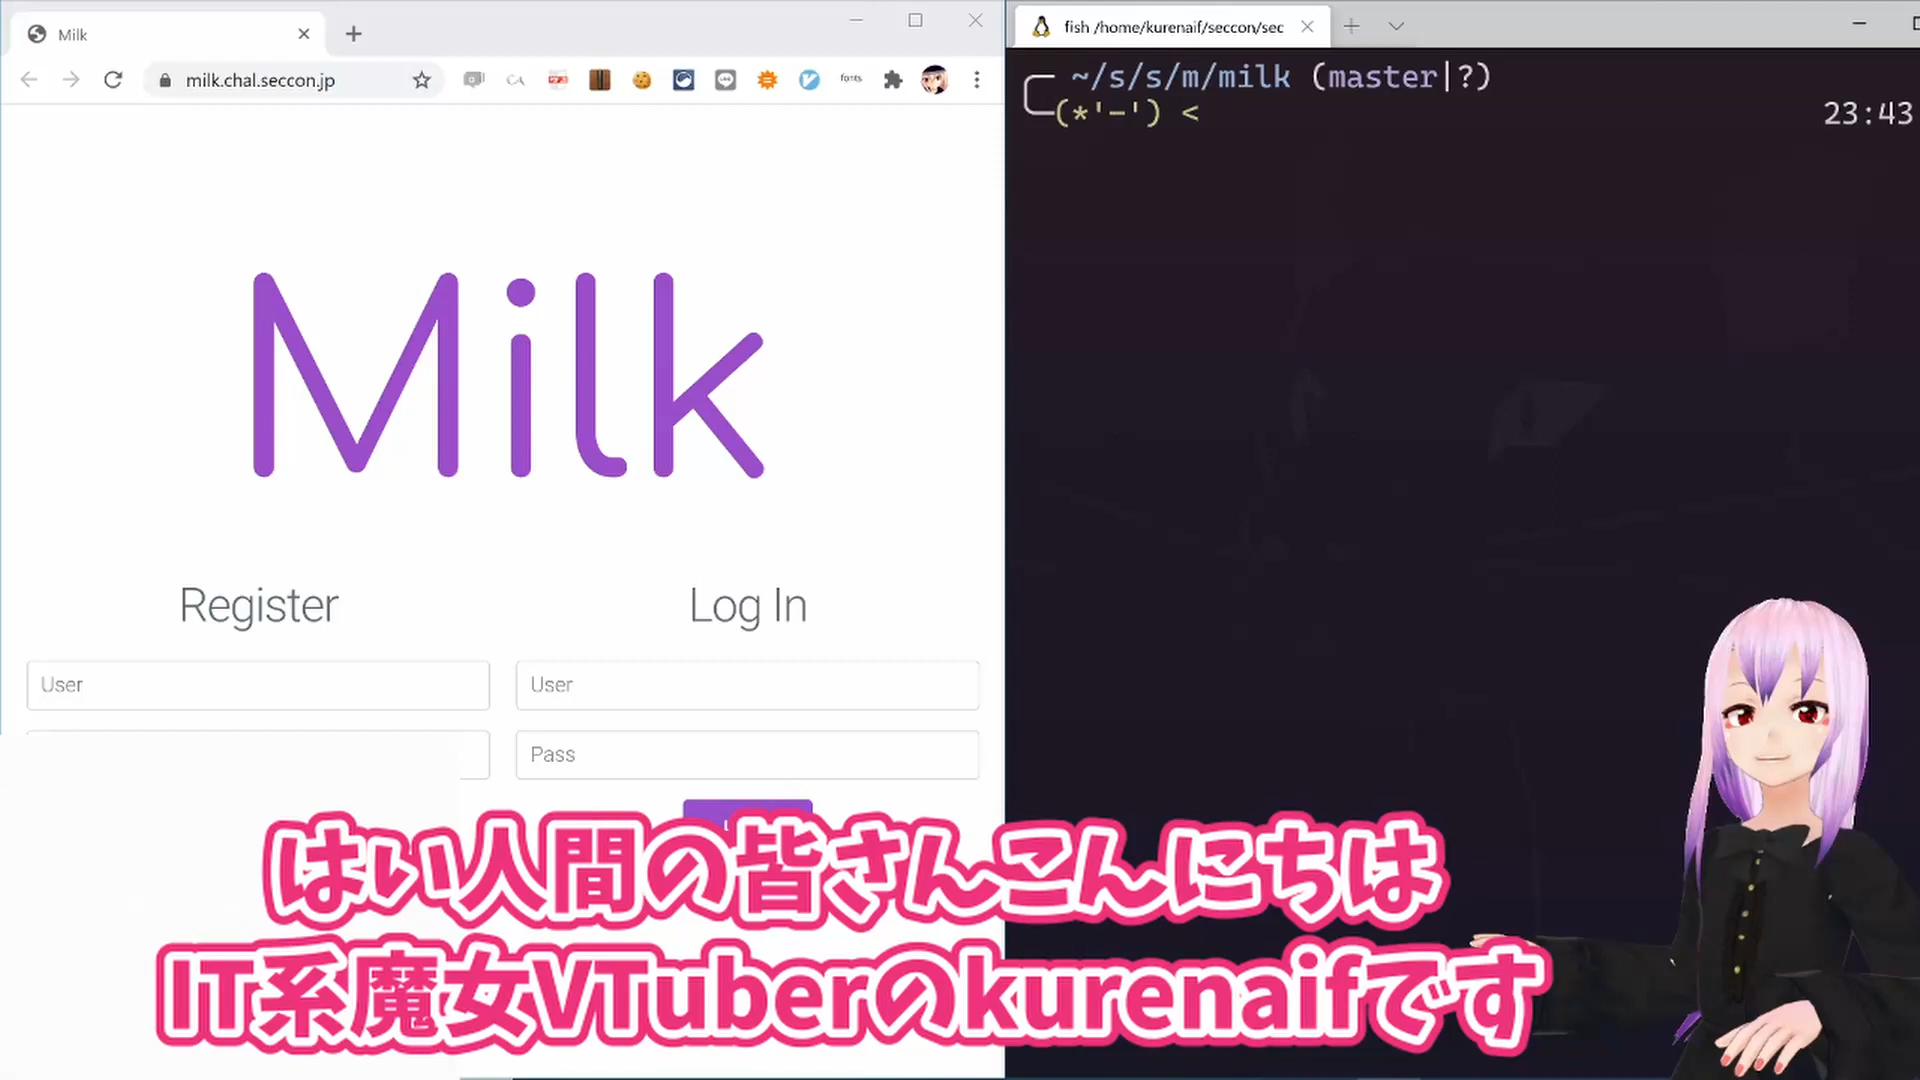 Milk
milk.chal.seccon.jp
fonts
Milk
Register
Log In
User
User
Pass
fish /home/kurenaif/seccon/sec
~/s/s/m/milk (master|?)
(*'-') <
23:43
はい人間の皆さんこんにちは
IT系魔女VTuberのkurenaifです